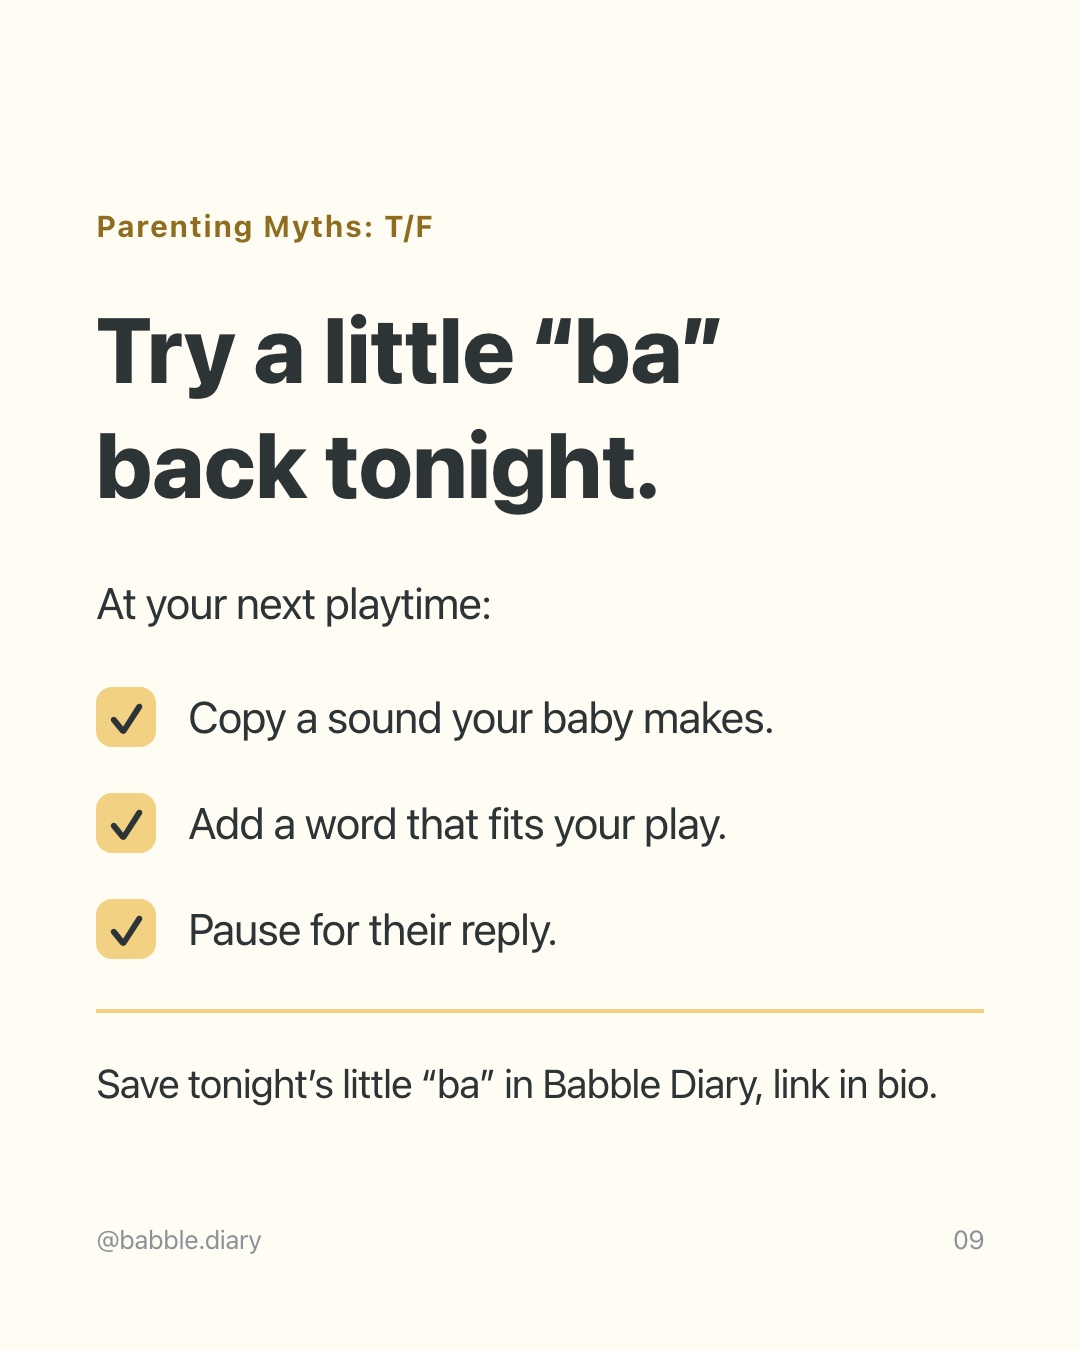 Parenting Myths: T/F
Try a little “ba”
back tonight.
At your next playtime:
Copy a sound your baby makes.
Add a word that fits your play.
Pause for their reply.
Save tonight’s little “ba” in Babble Diary, link in bio.
@babble.diary
09